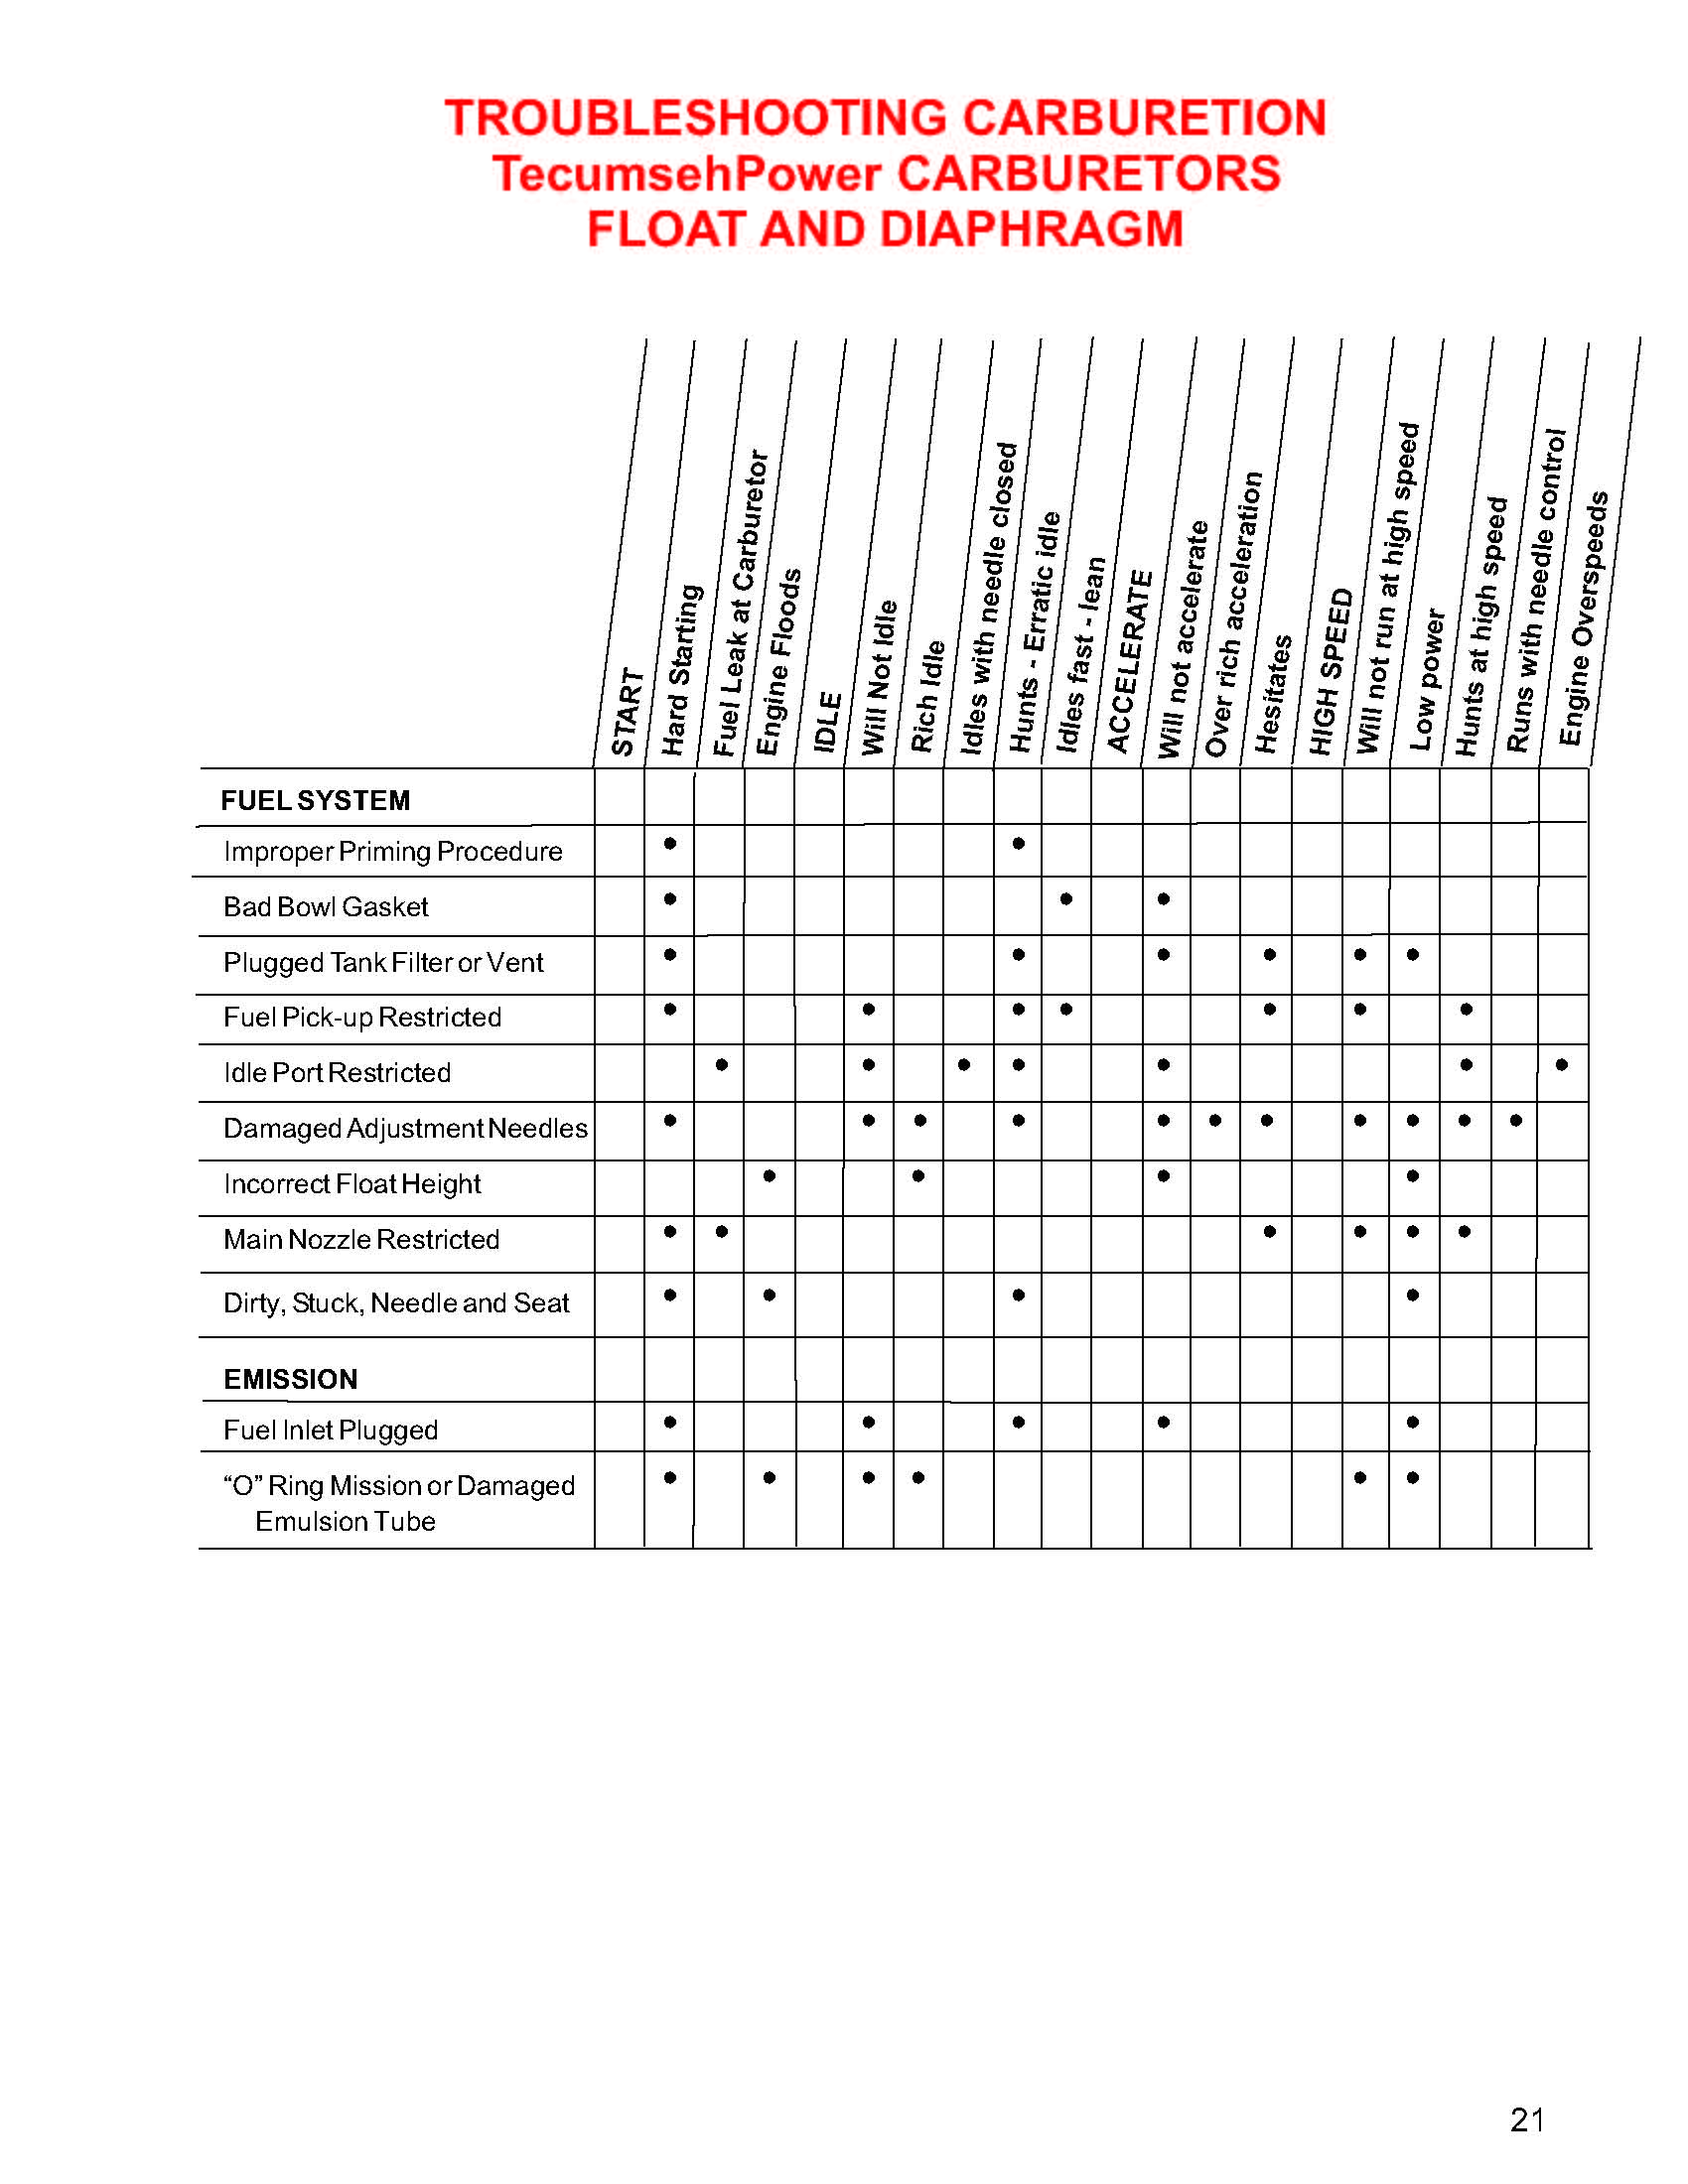 TROUBLESHOOTING CARBURETION
TecumsehPower CARBURETORS
FLOAT AND DIAPHRAGM
START
Hard Starting
Fuel Leak at Carburetor
Engine Floods
IDLE
Will Not Idle
Rich Idle
Idles with needle closed
Hunts - Erratic idle
Idles fast - lean
ACCELERATE
Will not accelerate
Over rich acceleration
Hesitates
HIGH SPEED
Will not run at high speed
Low power
Hunts at high speed
Runs with needle control
Engine Overspeeds
FUEL SYSTEM
Improper Priming Procedure
Bad Bowl Gasket
Plugged Tank Filter or Vent
Fuel Pick-up Restricted
Idle Port Restricted
Damaged Adjustment Needles
Incorrect Float Height
Main Nozzle Restricted
Dirty, Stuck, Needle and Seat
EMISSION
Fuel Inlet Plugged
“O” Ring Mission or Damaged
Emulsion Tube
21